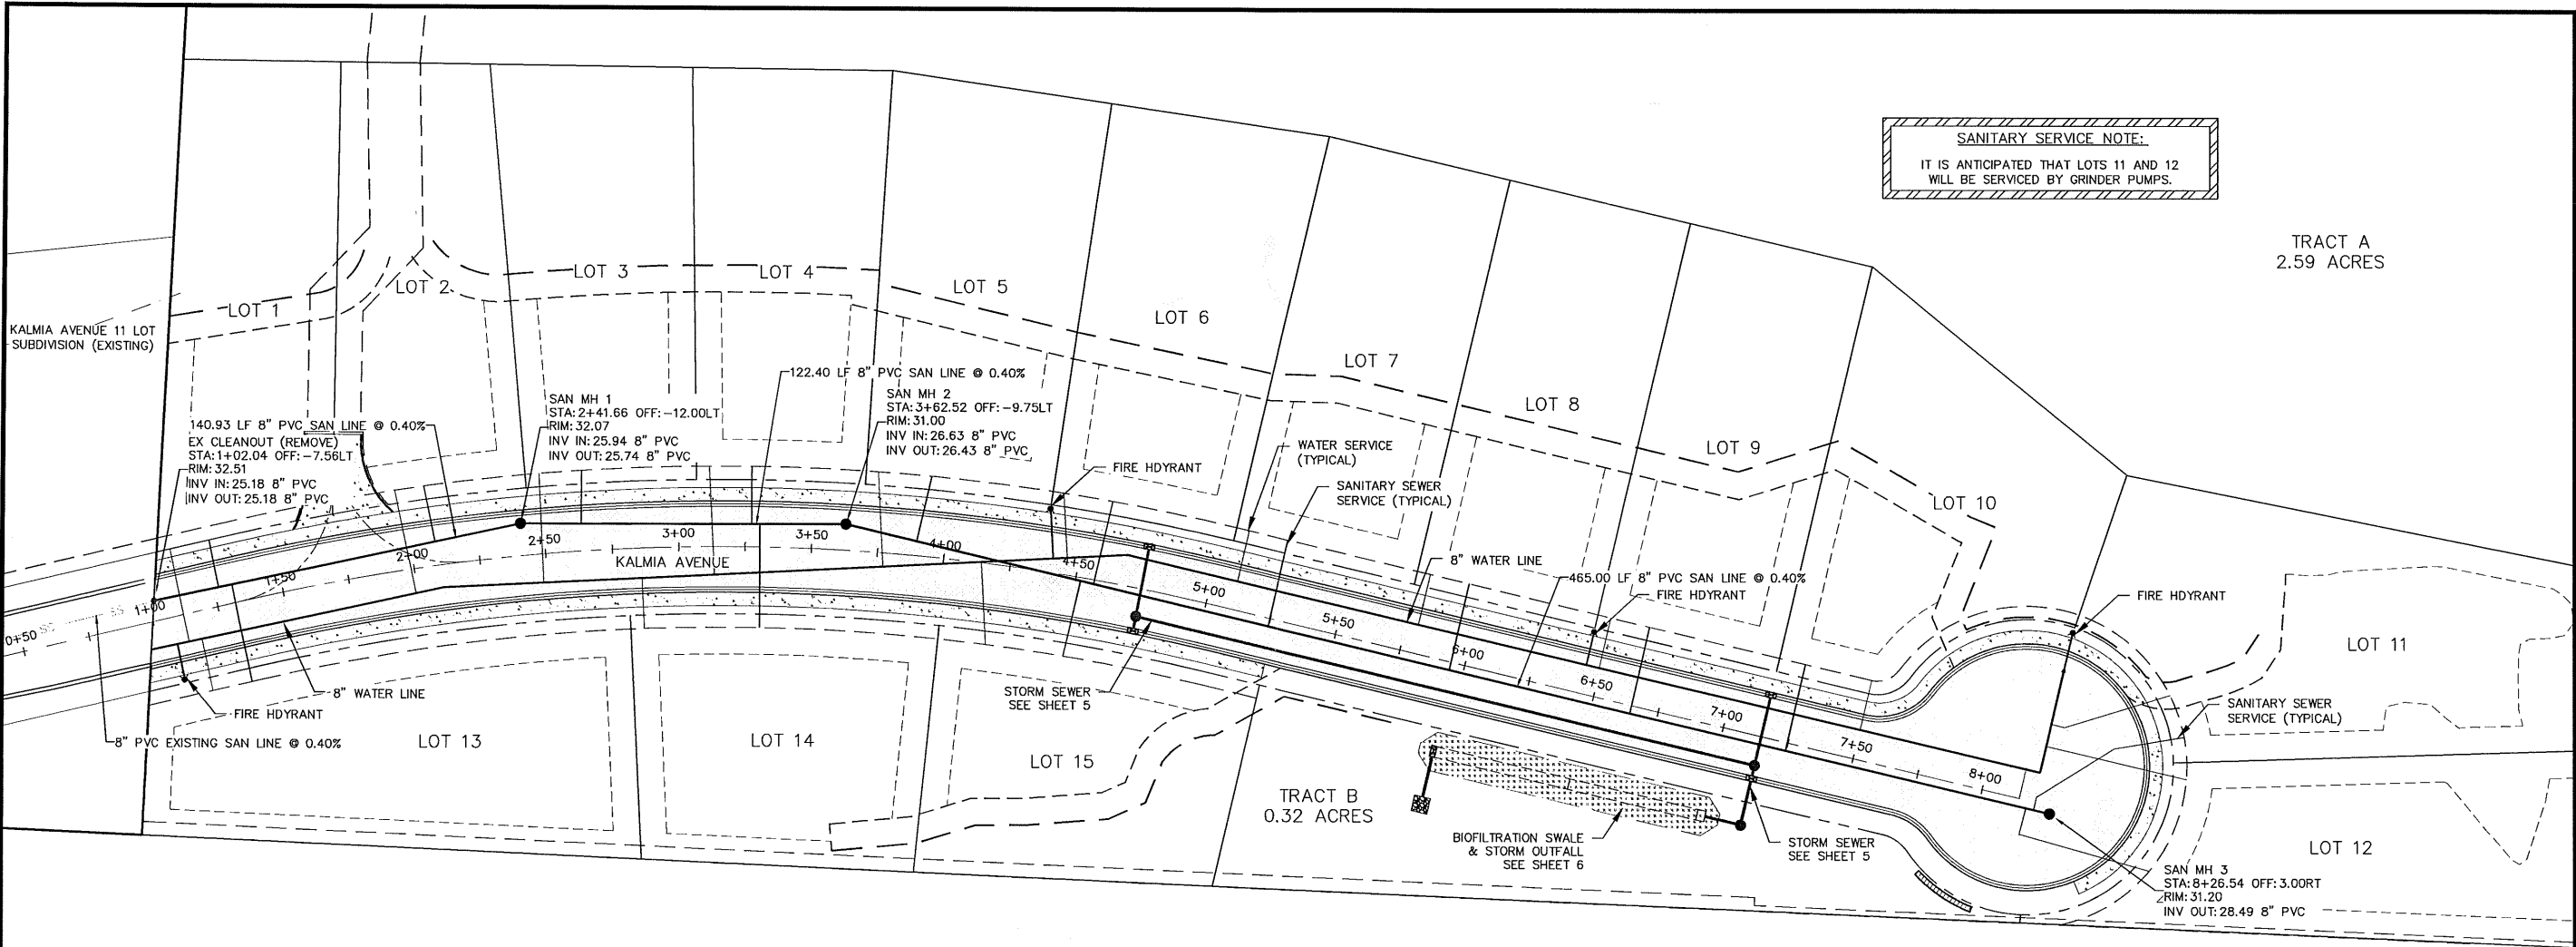 SANITARY SERVICE NOTE:
IT IS ANTICIPATED THAT LOTS 11 AND 12
WILL BE SERVICED BY GRINDER PUMPS.
TRACT A
2.59 ACRES
LOT 1
LOT 2
LOT 3
LOT 4
LOT 5
LOT 6
LOT 7
LOT 8
LOT 9
LOT 10
LOT 11
LOT 12
KALMIA AVENUE 11 LOT
SUBDIVISION (EXISTING)
140.93 LF 8" PVC SAN LINE @ 0.40%
EX CLEANOUT (REMOVE)
STA:1+02.04 OFF:-7.56LT
RIM:32.51
INV IN:25.18 8" PVC
INV OUT:25.18 8" PVC
SAN MH 1
STA:2+41.66 OFF:-12.00LT
RIM:32.07
INV IN:25.94 8" PVC
INV OUT:25.74 8" PVC
122.40 LF 8" PVC SAN LINE @ 0.40%
SAN MH 2
STA:3+62.52 OFF:-9.75LT
RIM:31.00
INV IN:26.63 8" PVC
INV OUT:26.43 8" PVC
FIRE HDYRANT
WATER SERVICE
(TYPICAL)
SANITARY SEWER
SERVICE (TYPICAL)
8" WATER LINE
465.00 LF 8" PVC SAN LINE @ 0.40%
FIRE HDYRANT
FIRE HDYRANT
SANITARY SEWER
SERVICE (TYPICAL)
0+50
1+00
1+50
2+00
2+50
3+00
3+50
4+00
4+50
5+00
5+50
6+00
6+50
7+00
7+50
8+00
KALMIA AVENUE
8" WATER LINE
FIRE HDYRANT
8" PVC EXISTING SAN LINE @ 0.40%
LOT 13
LOT 14
LOT 15
STORM SEWER
SEE SHEET 5
TRACT B
0.32 ACRES
BIOFILTRATION SWALE
& STORM OUTFALL
SEE SHEET 6
STORM SEWER
SEE SHEET 5
SAN MH 3
STA:8+26.54 OFF:3.00RT
RIM:31.20
INV OUT:28.49 8" PVC